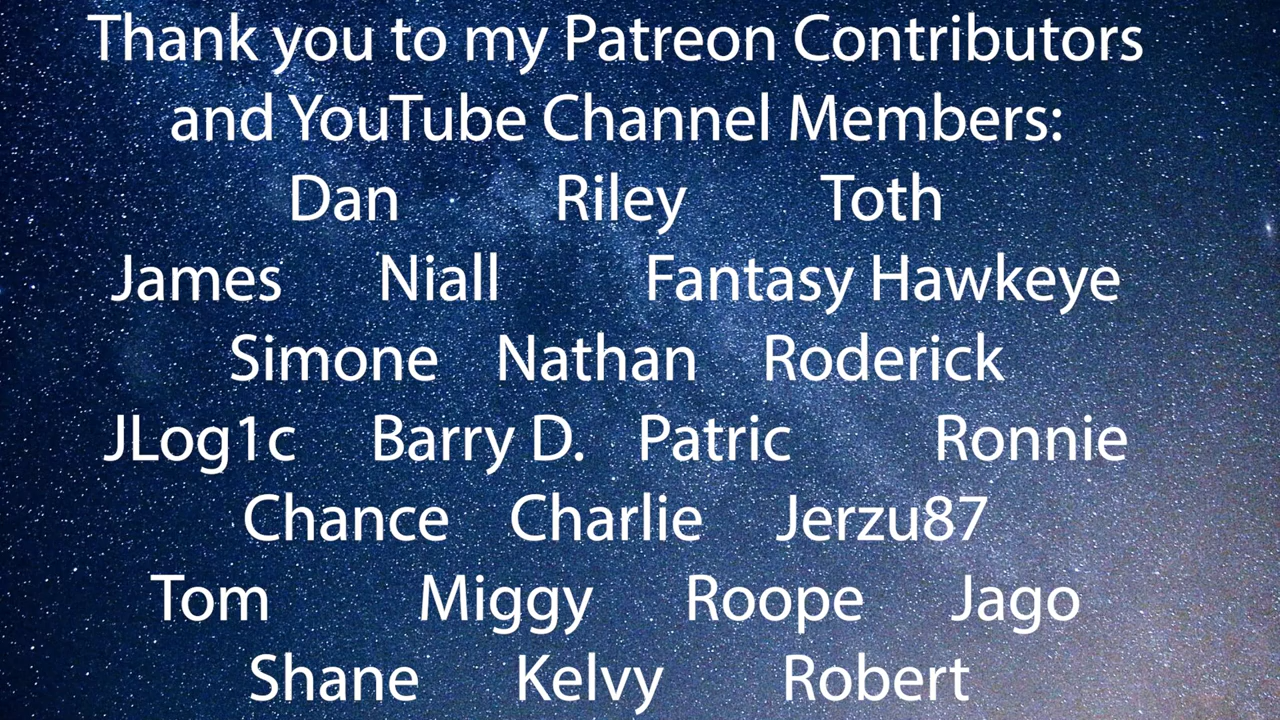 Thank you to my Patreon Contributors
and YouTube Channel Members:
Dan Riley Toth
James Niall Fantasy Hawkeye
Simone Nathan Roderick
JLog1c Barry D. Patric Ronnie
Chance Charlie Jerzu87
Tom Miggy Roope Jago
Shane Kelvy Robert